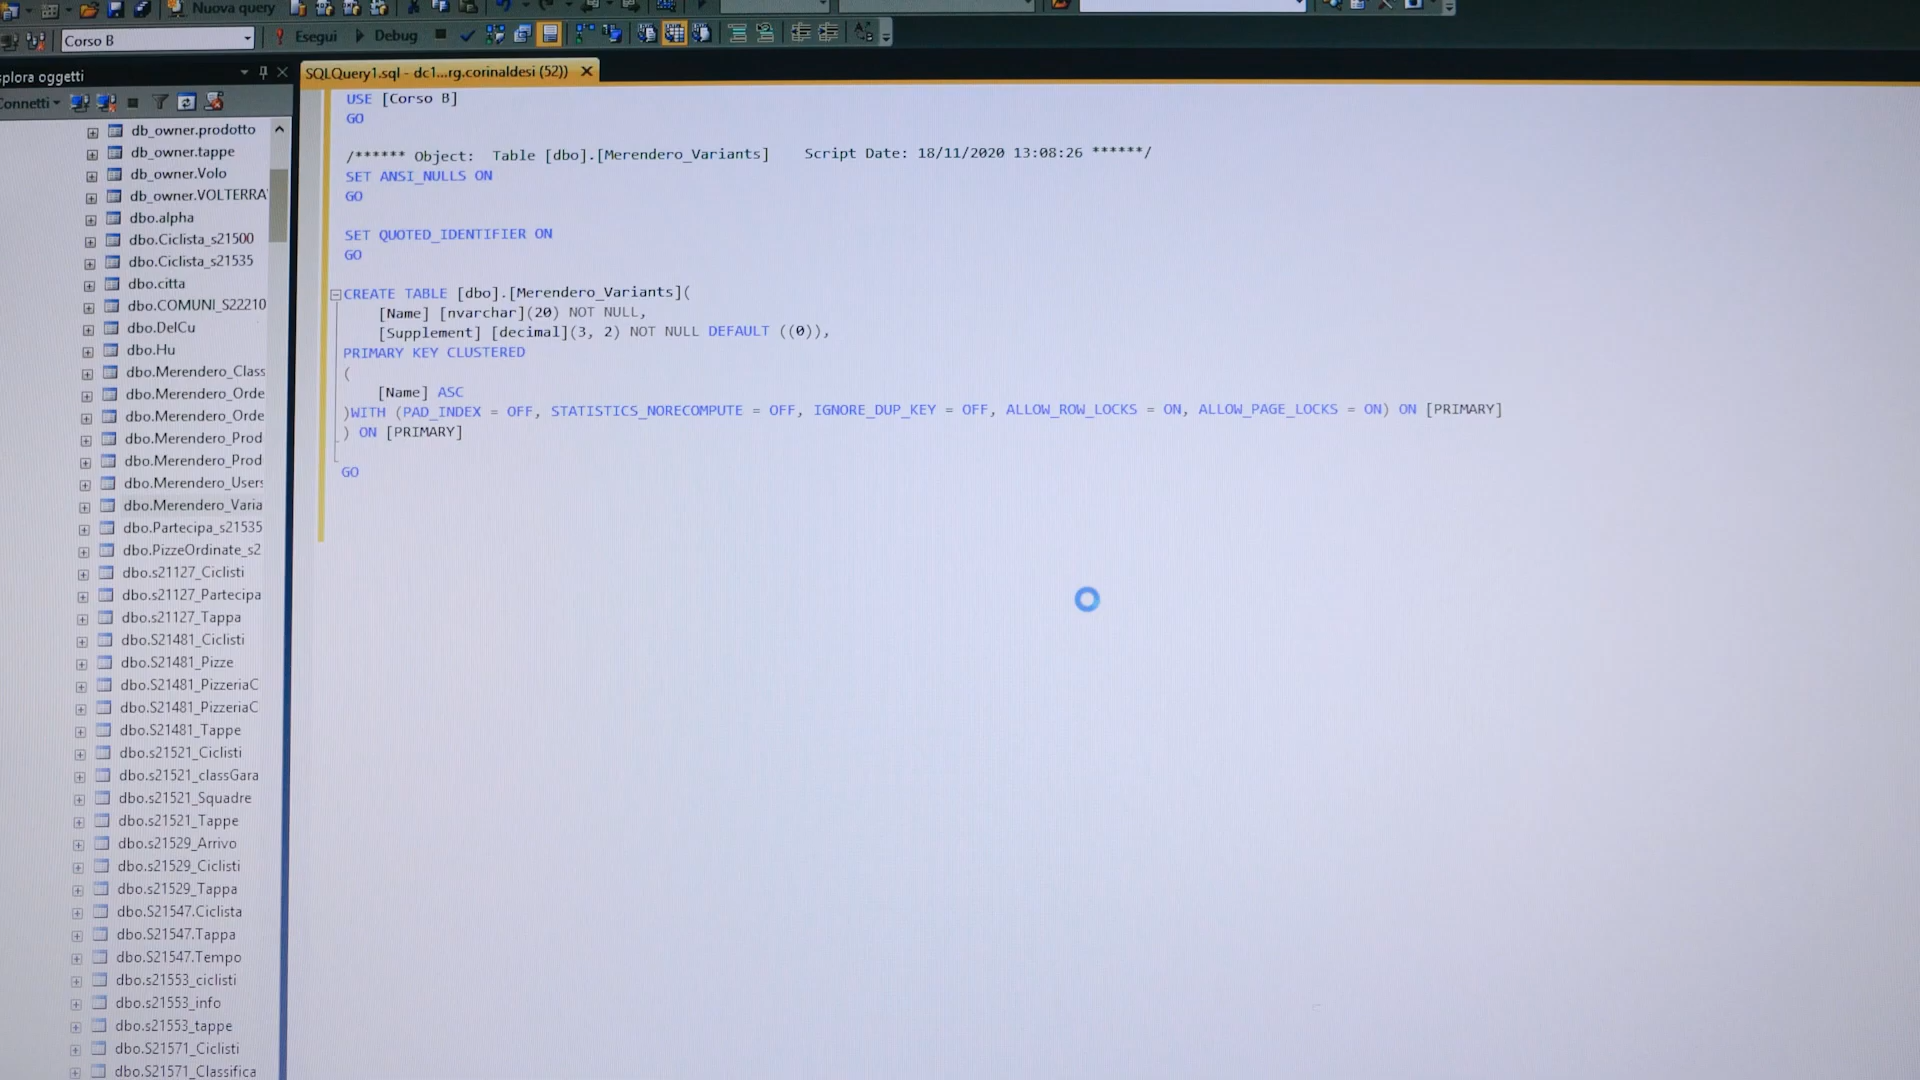 Nuova query
Corso B
Esegui
Debug
plora oggetti
SQLQuery1.sql - dc1...rg.corinaldesi (52))
onnetti
db_owner.prodotto
db_owner.tappe
db_owner.Volo
db_owner.VOLTERRA
dbo.alpha
dbo.Ciclista_s21500
dbo.Ciclista_s21535
dbo.citta
dbo.COMUNI_S22210
dbo.DelCu
dbo.Hu
dbo.Merendero_Class
dbo.Merendero_Orde
dbo.Merendero_Orde
dbo.Merendero_Prod
dbo.Merendero_Prod
dbo.Merendero_Users
dbo.Merendero_Varia
dbo.Partecipa_s21535
dbo.PizzeOrdinate_s2
dbo.s21127_Ciclisti
dbo.s21127_Partecipa
dbo.s21127_Tappa
dbo.S21481_Ciclisti
dbo.S21481_Pizze
dbo.S21481_PizzeriaC
dbo.S21481_PizzeriaC
dbo.S21481_Tappe
dbo.s21521_Ciclisti
dbo.s21521_classGara
dbo.s21521_Squadre
dbo.s21521_Tappe
dbo.s21529_Arrivo
dbo.s21529_Ciclisti
dbo.s21529_Tappa
dbo.S21547.Ciclista
dbo.S21547.Tappa
dbo.S21547.Tempo
dbo.s21553_ciclisti
dbo.s21553_info
dbo.s21553_tappe
dbo.S21571_Ciclisti
dbo.S21571_Classifica
USE [Corso B]
GO
/****** Object:  Table [dbo].[Merendero_Variants]    Script Date: 18/11/2020 13:08:26 ******/
SET ANSI_NULLS ON
GO
SET QUOTED_IDENTIFIER ON
GO
CREATE TABLE [dbo].[Merendero_Variants](
[Name] [nvarchar](20) NOT NULL,
[Supplement] [decimal](3, 2) NOT NULL DEFAULT ((0)),
PRIMARY KEY CLUSTERED
(
[Name] ASC
)WITH (PAD_INDEX = OFF, STATISTICS_NORECOMPUTE = OFF, IGNORE_DUP_KEY = OFF, ALLOW_ROW_LOCKS = ON, ALLOW_PAGE_LOCKS = ON) ON [PRIMARY]
) ON [PRIMARY]
GO